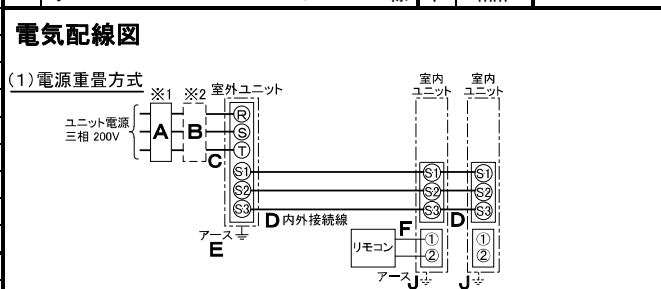 電気配線図
(1)電源重畳方式
※1
※2
室外ユニット
室内
ユニット
室内
ユニット
ユニット電源
三相 200V
A
B
C
R
S
T
S1
S2
S3
D 内外接続線
アース
E
S1
S2
S3
D
S1
S2
S3
F
リモコン
①
②
①
②
アース
J
J